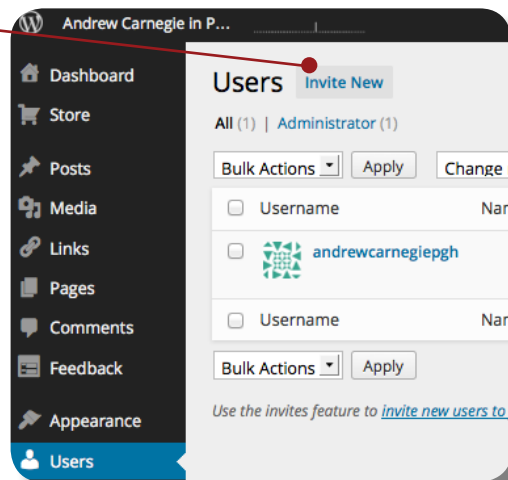 Andrew Carnegie in P...
Dashboard
Store
Posts
Media
Links
Pages
Comments
Feedback
Appearance
Users
Users Invite New
All (1) | Administrator (1)
Bulk Actions Apply Change
Username Nar
andrewcarnegiepgh
Username Nar
Bulk Actions Apply
Use the invites feature to invite new users to